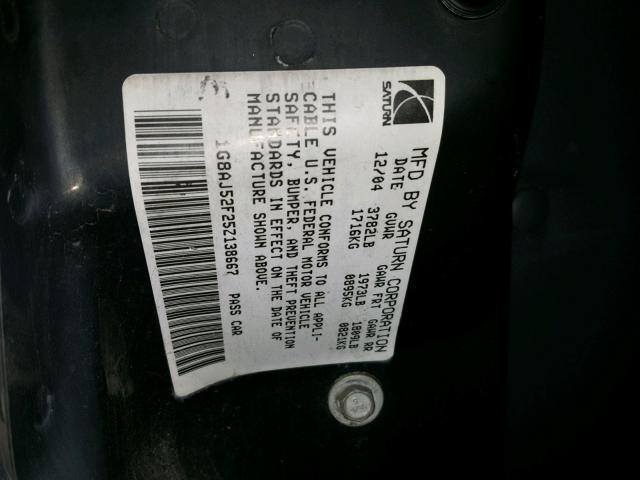 SATURN
MFD BY SATURN CORPORATION
DATE GVWR GAWR FRT GAWR RR
12/04 3782LB 1973LB 1809LB
1716KG 0895KG 0821KG
THIS VEHICLE CONFORMS TO ALL APPLI-
CABLE U.S. FEDERAL MOTOR VEHICLE
SAFETY, BUMPER, AND THEFT PREVENTION
STANDARDS IN EFFECT ON THE DATE OF
MANUFACTURE SHOWN ABOVE.
1G8AJ52F25Z138667 PASS CAR